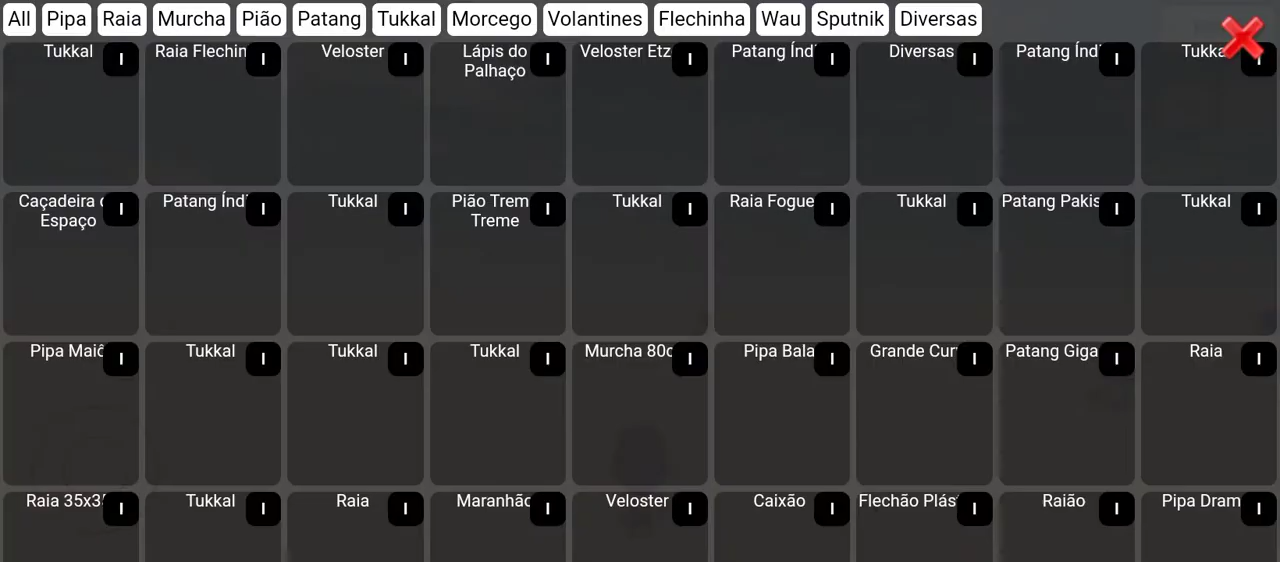 All Pipa Raia Murcha Pião Patang Tukkal Morcego Volantines Flechinha Wau Sputnik Diversas
Tukkal I Raia Flechin I Veloster I Lápis do I Veloster Etz I Patang Índi I Diversas I Patang Índi I Tukka I
Palhaço
Caçadeira I Patang Índi I Tukkal I Pião Trem I Tukkal I Raia Fogue I Tukkal I Patang Pakis I Tukkal I
Espaço Treme
Pipa Maiô I Tukkal I Tukkal I Tukkal I Murcha 80c I Pipa Bala I Grande Cur I Patang Giga I Raia I
Raia 35x3 I Tukkal I Raia I Maranhão I Veloster I Caixão I Flechão Plás I Raião I Pipa Dram I